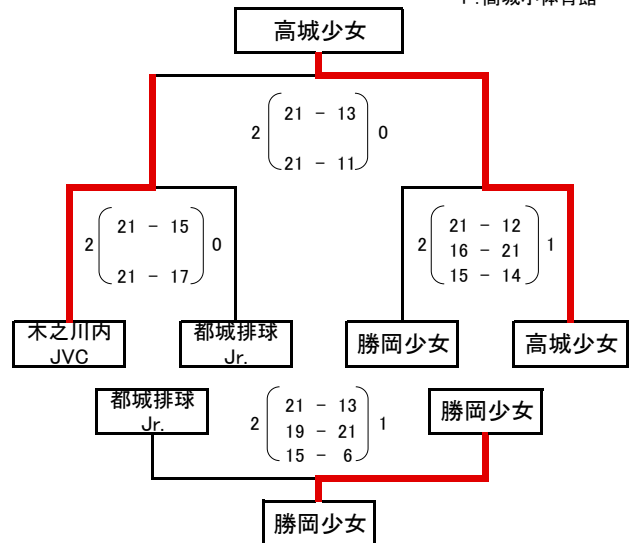 高城少女
2 21 - 13 0
21 - 11
2 21 - 15 0
21 - 17
2 21 - 12 1
16 - 21
15 - 14
木之川内
JVC
都城排球
Jr.
勝岡少女
高城少女
都城排球
Jr.
2 21 - 13 1
19 - 21
15 - 6
勝岡少女
勝岡少女